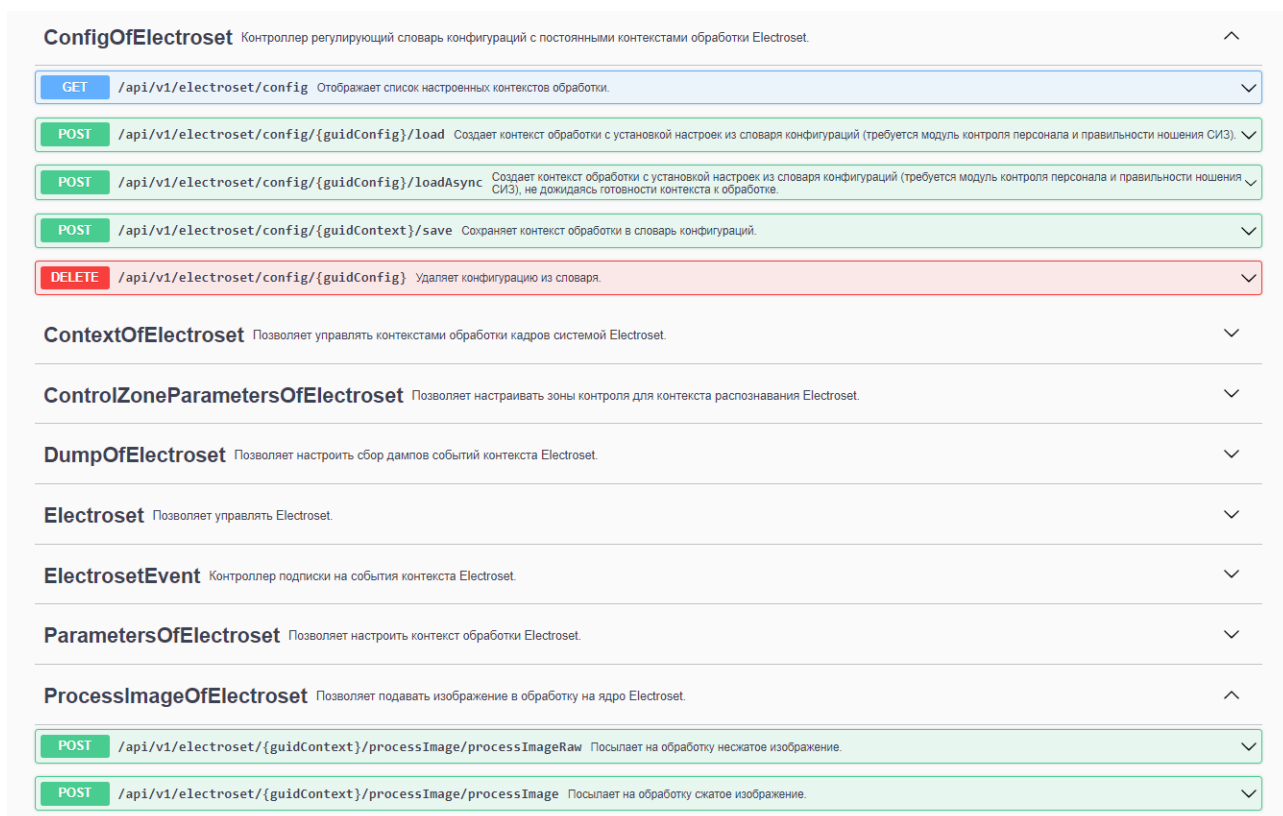 ConfigOfElectroset Контроллер регулирующий словарь конфигураций с постоянными контекстами обработки Electroset.
GET /api/v1/electroset/config Отображает список настроенных контекстов обработки.
POST /api/v1/electroset/config/{guidConfig}/load Создает контекст обработки с установкой настроек из словаря конфигураций (требуется модуль контроля персонала и правильности ношения СИЗ).
POST /api/v1/electroset/config/{guidConfig}/loadAsync Создает контекст обработки с установкой настроек из словаря конфигураций (требуется модуль контроля персонала и правильности ношения
СИЗ), не дожидаясь готовности контекста к обработке.
POST /api/v1/electroset/config/{guidContext}/save Сохраняет контекст обработки в словарь конфигураций.
DELETE /api/v1/electroset/config/{guidConfig} Удаляет конфигурацию из словаря.
ContextOfElectroset Позволяет управлять контекстами обработки кадров системой Electroset.
ControlZoneParametersOfElectroset Позволяет настраивать зоны контроля для контекста распознавания Electroset.
DumpOfElectroset Позволяет настроить сбор дампов событий контекста Electroset.
Electroset Позволяет управлять Electroset.
ElectrosetEvent Контроллер подписки на события контекста Electroset.
ParametersOfElectroset Позволяет настроить контекст обработки Electroset.
ProcessImageOfElectroset Позволяет подавать изображение в обработку на ядро Electroset.
POST /api/v1/electroset/{guidContext}/processImage/processImageRaw Посылает на обработку несжатое изображение.
POST /api/v1/electroset/{guidContext}/processImage/processImage Посылает на обработку сжатое изображение.